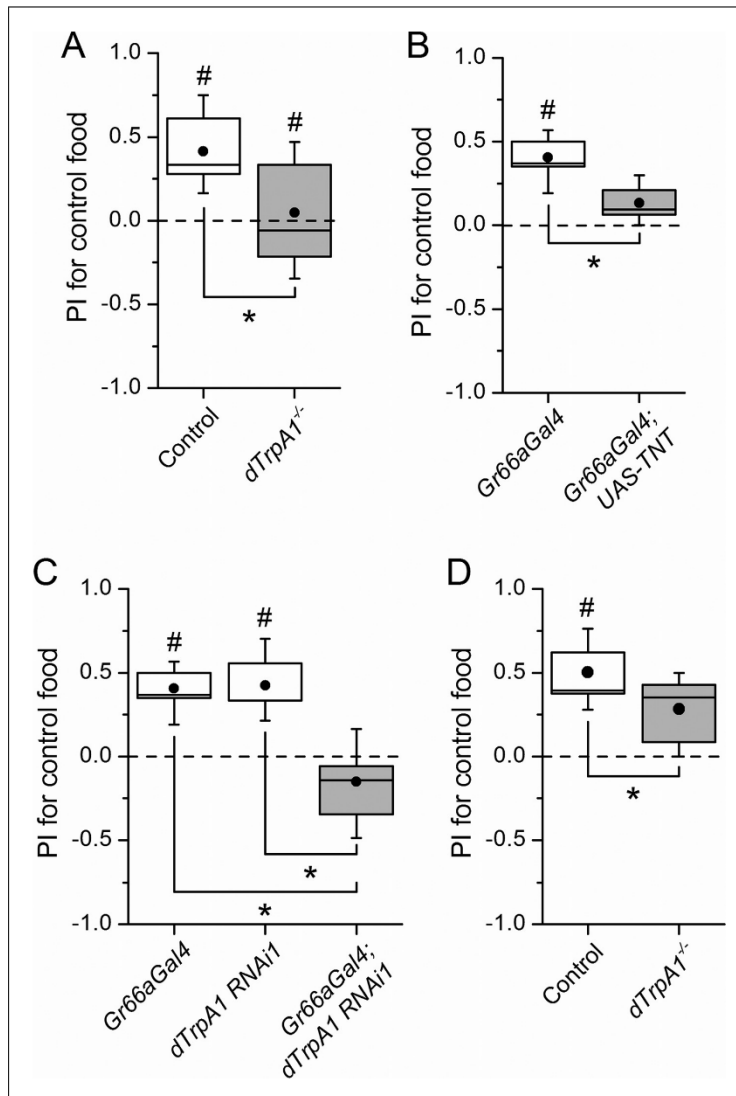 A
PI for control food
1.0
0.5
0.0
-0.5
-1.0
#
#
*
Control
dTrpA1-/-
B
PI for control food
1.0
0.5
0.0
-0.5
-1.0
#
*
Gr66aGal4
Gr66aGal4;
UAS-TNT
C
PI for control food
1.0
0.5
0.0
-0.5
-1.0
#
#
*
*
Gr66aGal4
dTrpA1 RNAi1
Gr66aGal4;
dTrpA1 RNAi1
D
PI for control food
1.0
0.5
0.0
-0.5
-1.0
#
*
Control
dTrpA1-/-